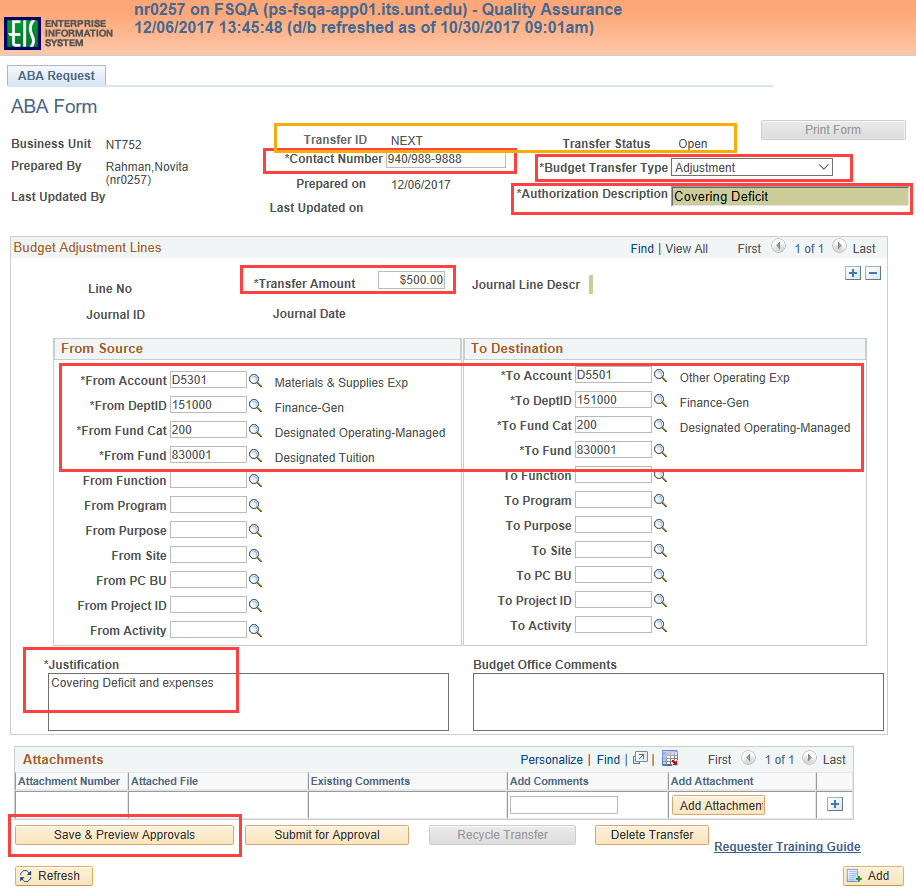 nr0257 on FSQA (ps-fsqa-app01.its.unt.edu) - Quality Assurance
12/06/2017 13:45:48 (d/b refreshed as of 10/30/2017 09:01am)
EIS ENTERPRISE INFORMATION SYSTEM
ABA Request
ABA Form
Print Form
Business Unit NT752
Transfer ID NEXT
Transfer Status Open
Prepared By Rahman,Novita (nr0257)
*Contact Number 940/988-9888
*Budget Transfer Type Adjustment
Prepared on 12/06/2017
*Authorization Description Covering Deficit
Last Updated By
Last Updated on
Budget Adjustment Lines
Find | View All First 1 of 1 Last
Line No
*Transfer Amount $500.00
Journal Line Descr
Journal ID
Journal Date
From Source
To Destination
*From Account D5301 Materials & Supplies Exp
*To Account D5501 Other Operating Exp
*From DeptID 151000 Finance-Gen
*To DeptID 151000 Finance-Gen
*From Fund Cat 200 Designated Operating-Managed
*To Fund Cat 200 Designated Operating-Managed
*From Fund 830001 Designated Tuition
*To Fund 830001
From Function
To Function
From Program
To Program
From Purpose
To Purpose
From Site
To Site
From PC BU
To PC BU
From Project ID
To Project ID
From Activity
To Activity
*Justification
Budget Office Comments
Covering Deficit and expenses
Attachments
Personalize | Find | First 1 of 1 Last
Attachment Number Attached File Existing Comments Add Comments Add Attachment
Add Attachment
Save & Preview Approvals
Submit for Approval
Recycle Transfer
Delete Transfer
Requester Training Guide
Refresh
Add